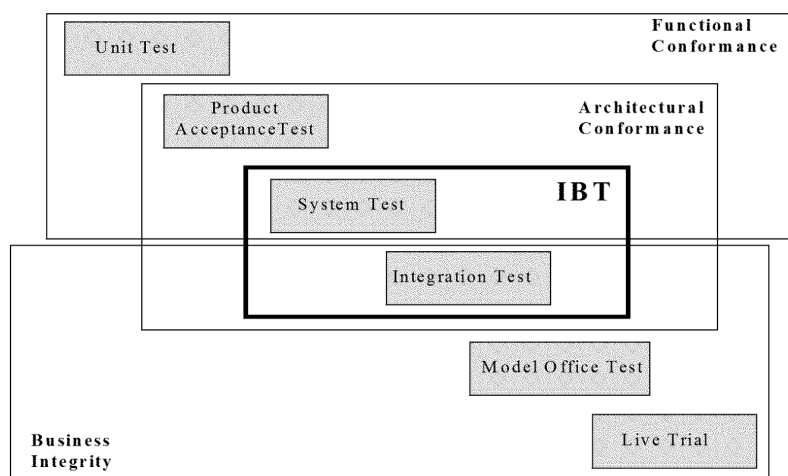 Functional
Conformance
Unit Test
Product
AcceptanceTest
Architectural
Conformance
IBT
System Test
Integration Test
Model Office Test
Live Trial
Business
Integrity